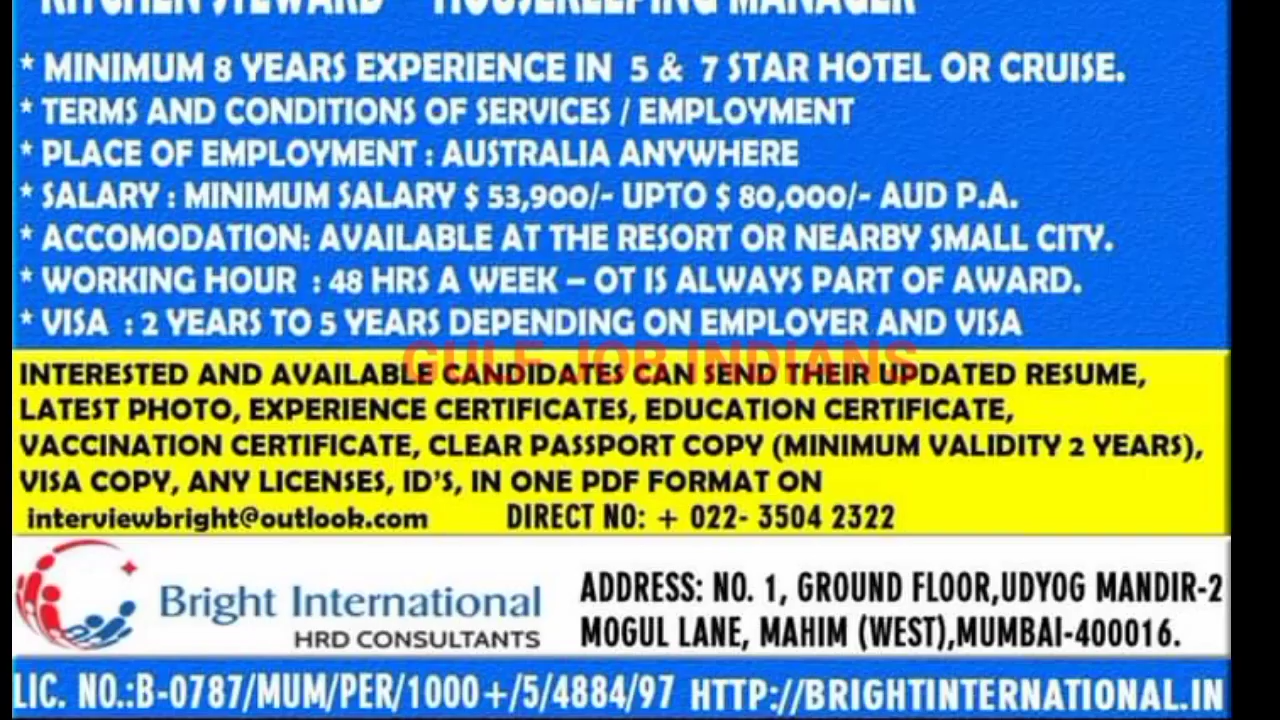 KITCHEN STEWARD HOUSEKEEPING MANAGER
* MINIMUM 8 YEARS EXPERIENCE IN 5 & 7 STAR HOTEL OR CRUISE.
* TERMS AND CONDITIONS OF SERVICES / EMPLOYMENT
* PLACE OF EMPLOYMENT : AUSTRALIA ANYWHERE
* SALARY : MINIMUM SALARY $ 53,900/- UPTO $ 80,000/- AUD P.A.
* ACCOMODATION: AVAILABLE AT THE RESORT OR NEARBY SMALL CITY.
* WORKING HOUR : 48 HRS A WEEK – OT IS ALWAYS PART OF AWARD.
* VISA : 2 YEARS TO 5 YEARS DEPENDING ON EMPLOYER AND VISA
GULF JOB INDIANS
INTERESTED AND AVAILABLE CANDIDATES CAN SEND THEIR UPDATED RESUME,
LATEST PHOTO, EXPERIENCE CERTIFICATES, EDUCATION CERTIFICATE,
VACCINATION CERTIFICATE, CLEAR PASSPORT COPY (MINIMUM VALIDITY 2 YEARS),
VISA COPY, ANY LICENSES, ID'S, IN ONE PDF FORMAT ON
interviewbright@outlook.com DIRECT NO: + 022- 3504 2322
Bright International
HRD CONSULTANTS
ADDRESS: NO. 1, GROUND FLOOR,UDYOG MANDIR-2
MOGUL LANE, MAHIM (WEST),MUMBAI-400016.
LIC. NO.:B-0787/MUM/PER/1000+/5/4884/97 HTTP://BRIGHTINTERNATIONAL.IN